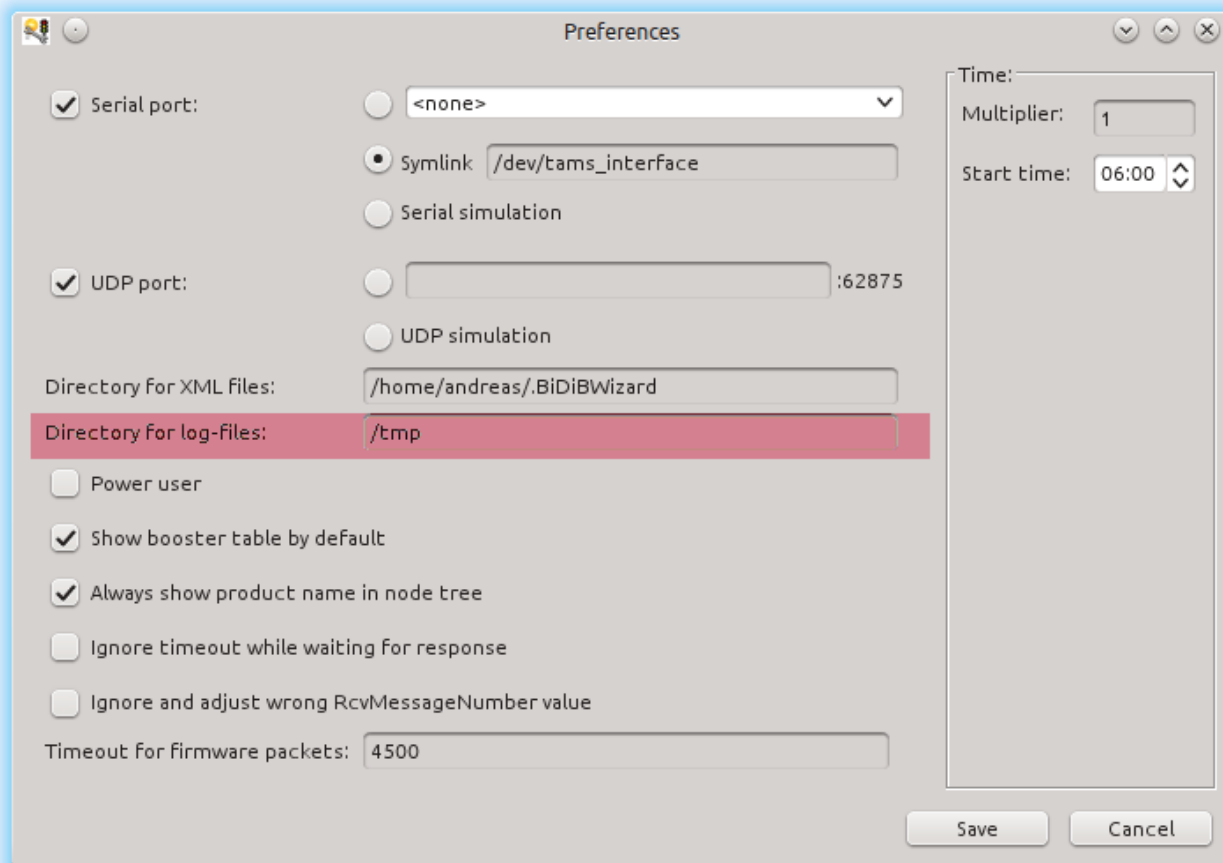 Preferences
Serial port:
<none>
Symlink /dev/tams_interface
Serial simulation
UDP port:
:62875
UDP simulation
Directory for XML files: /home/andreas/.BiDiBWizard
Directory for log-files: /tmp
Power user
Show booster table by default
Always show product name in node tree
Ignore timeout while waiting for response
Ignore and adjust wrong RcvMessageNumber value
Timeout for firmware packets: 4500
Time:
Multiplier: 1
Start time: 06:00
Save
Cancel